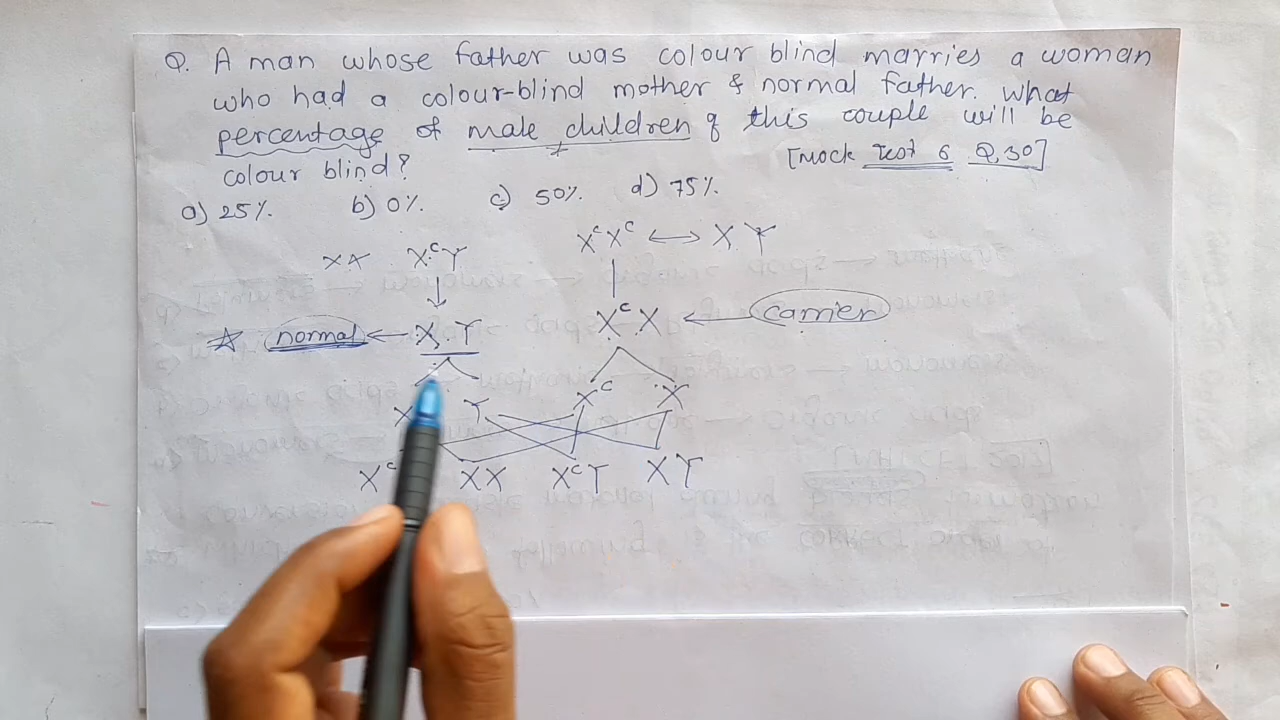 Q. A man whose father was colour blind marries a woman
who had a colour-blind mother & normal father. What
percentage of male children of this couple will be
colour blind?
[Mock Test 6 Q.30]
a) 25%. b) 0%. c) 50%. d) 75%.
XX XᶜY XᶜXᶜ ⟷ XY
normal ← X Y XᶜX ← carrier
X Y Xᶜ X
Xᶜ XX XᶜY XY